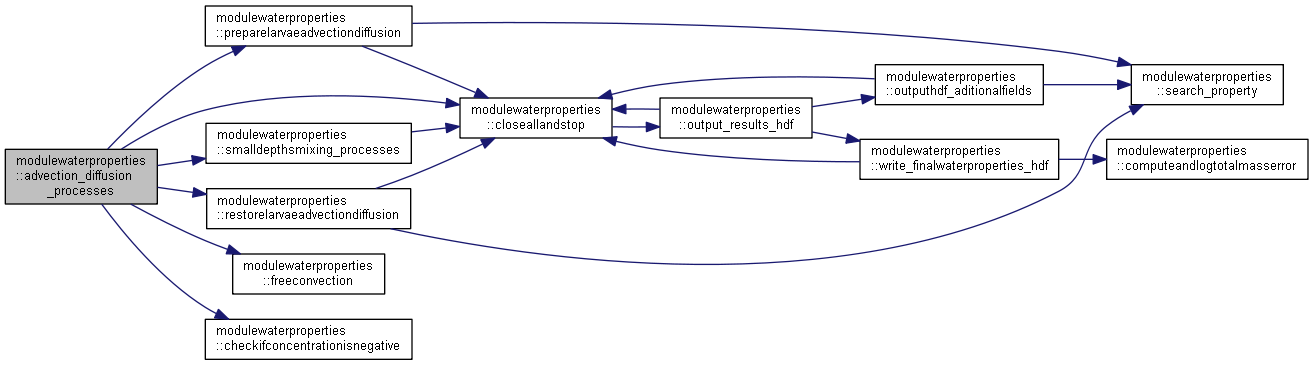 modulewaterproperties
::preparelarvaeadvectiondiffusion
modulewaterproperties
::outputhdf_aditionalfields
modulewaterproperties
::search_property
modulewaterproperties
::closeallandstop
modulewaterproperties
::output_results_hdf
modulewaterproperties
::smalldepthsmixing_processes
modulewaterproperties
::write_finalwaterproperties_hdf
modulewaterproperties
::computeandlogtotalmasserror
modulewaterproperties
::advection_diffusion
_processes
modulewaterproperties
::restorelarvaeadvectiondiffusion
modulewaterproperties
::freeconvection
modulewaterproperties
::checkifconcentrationisnegative